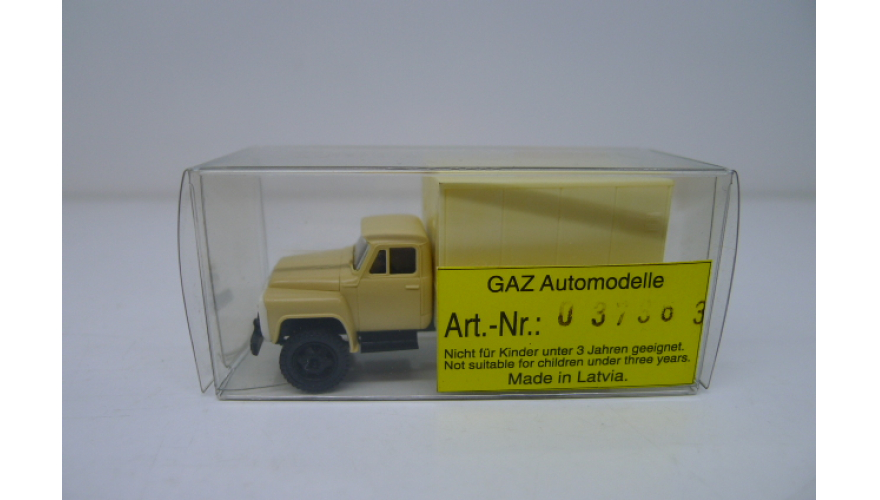 GAZ Automodelle
Art.-Nr.: 037363
Nicht für Kinder unter 3 Jahren geeignet.
Not suitable for children under three years.
Made in Latvia.